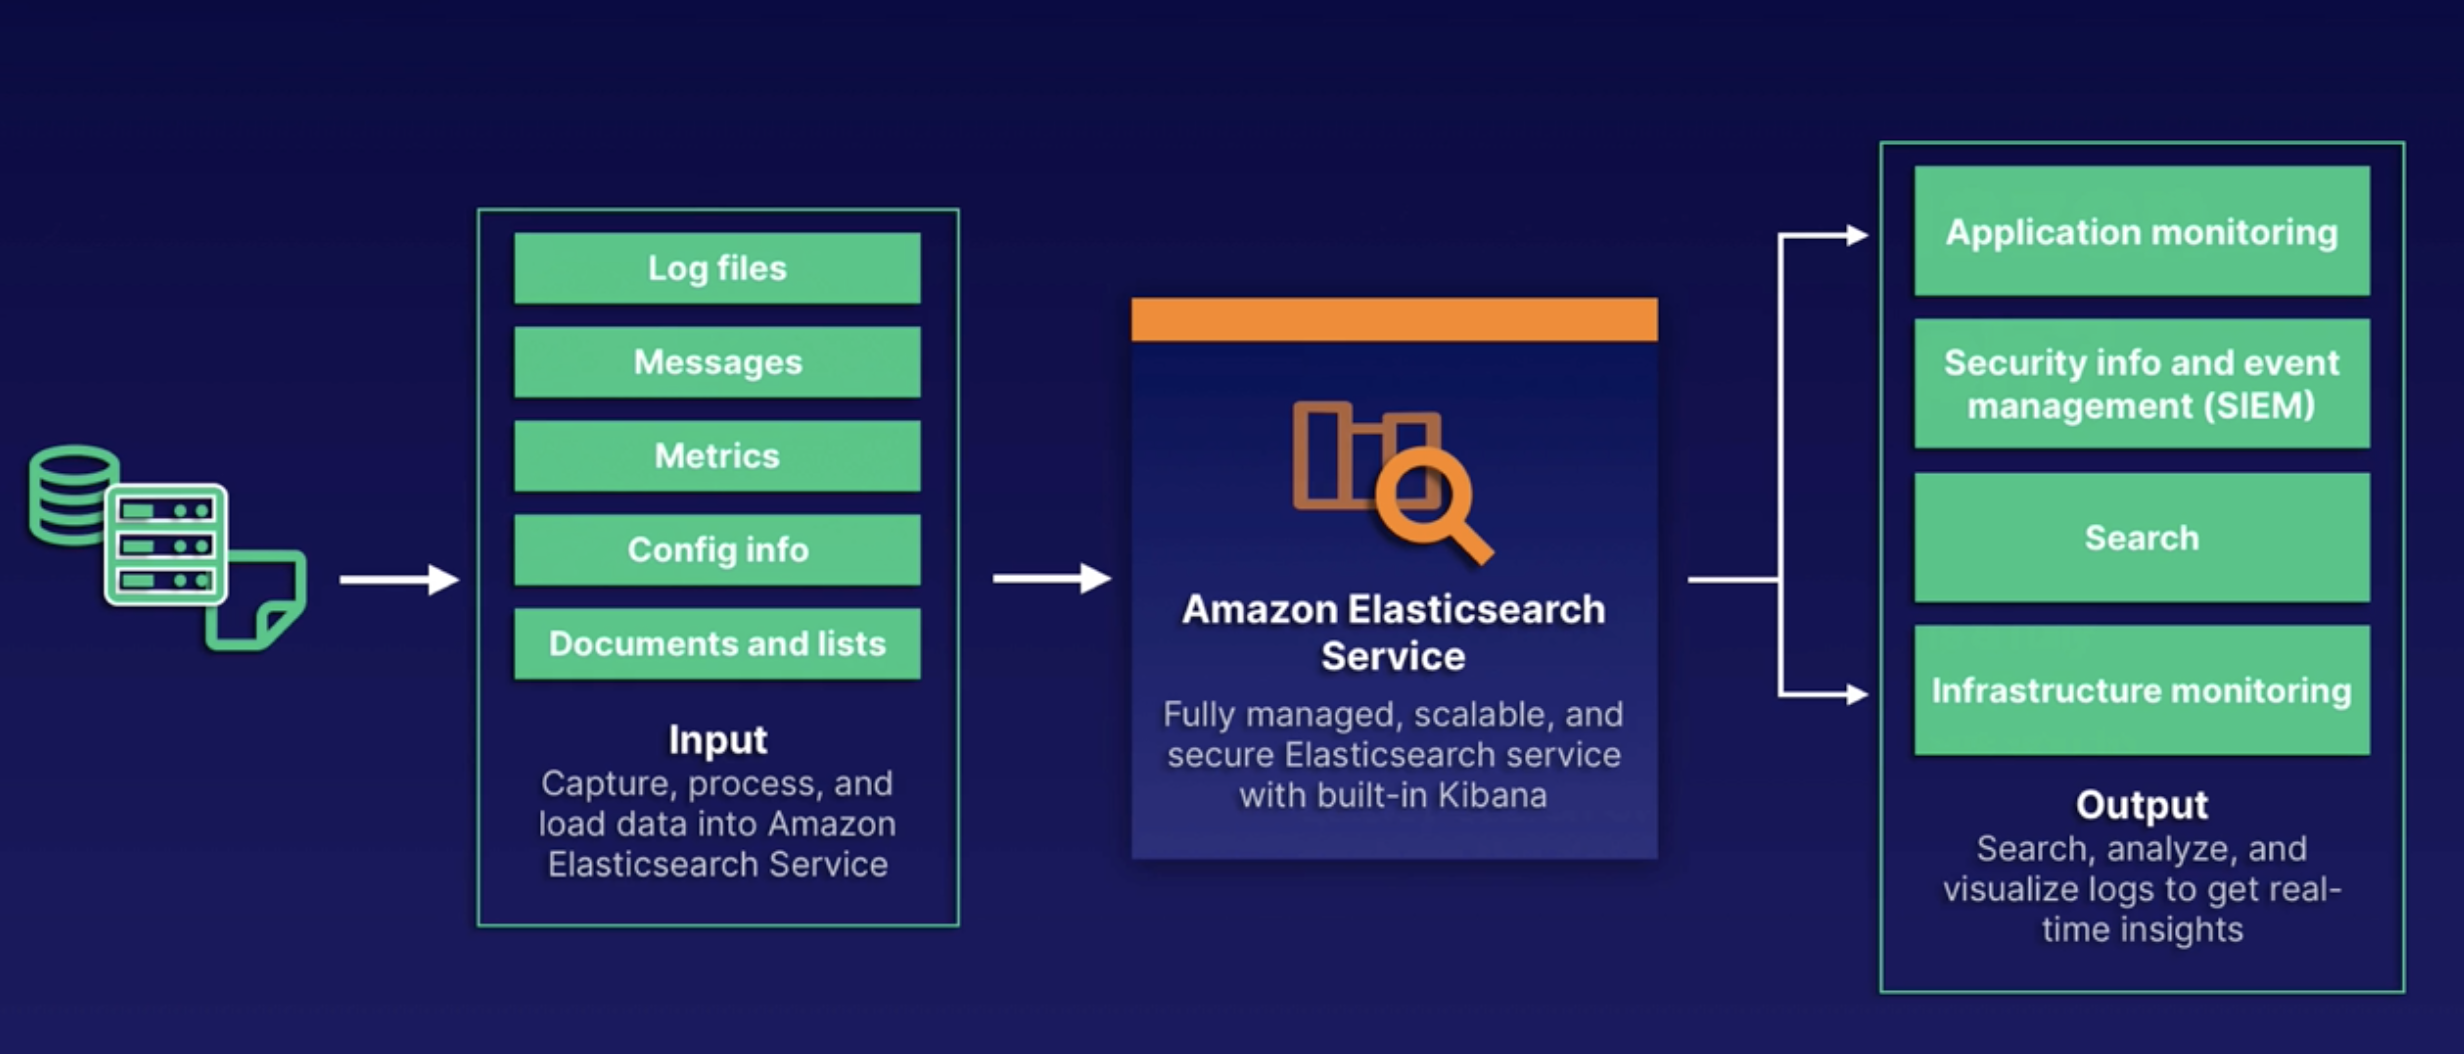 Log files
Messages
Metrics
Config info
Documents and lists
Input
Capture, process, and
load data into Amazon
Elasticsearch Service
Amazon Elasticsearch
Service
Fully managed, scalable, and
secure Elasticsearch service
with built-in Kibana
Application monitoring
Security info and event
management (SIEM)
Search
Infrastructure monitoring
Output
Search, analyze, and
visualize logs to get real-
time insights